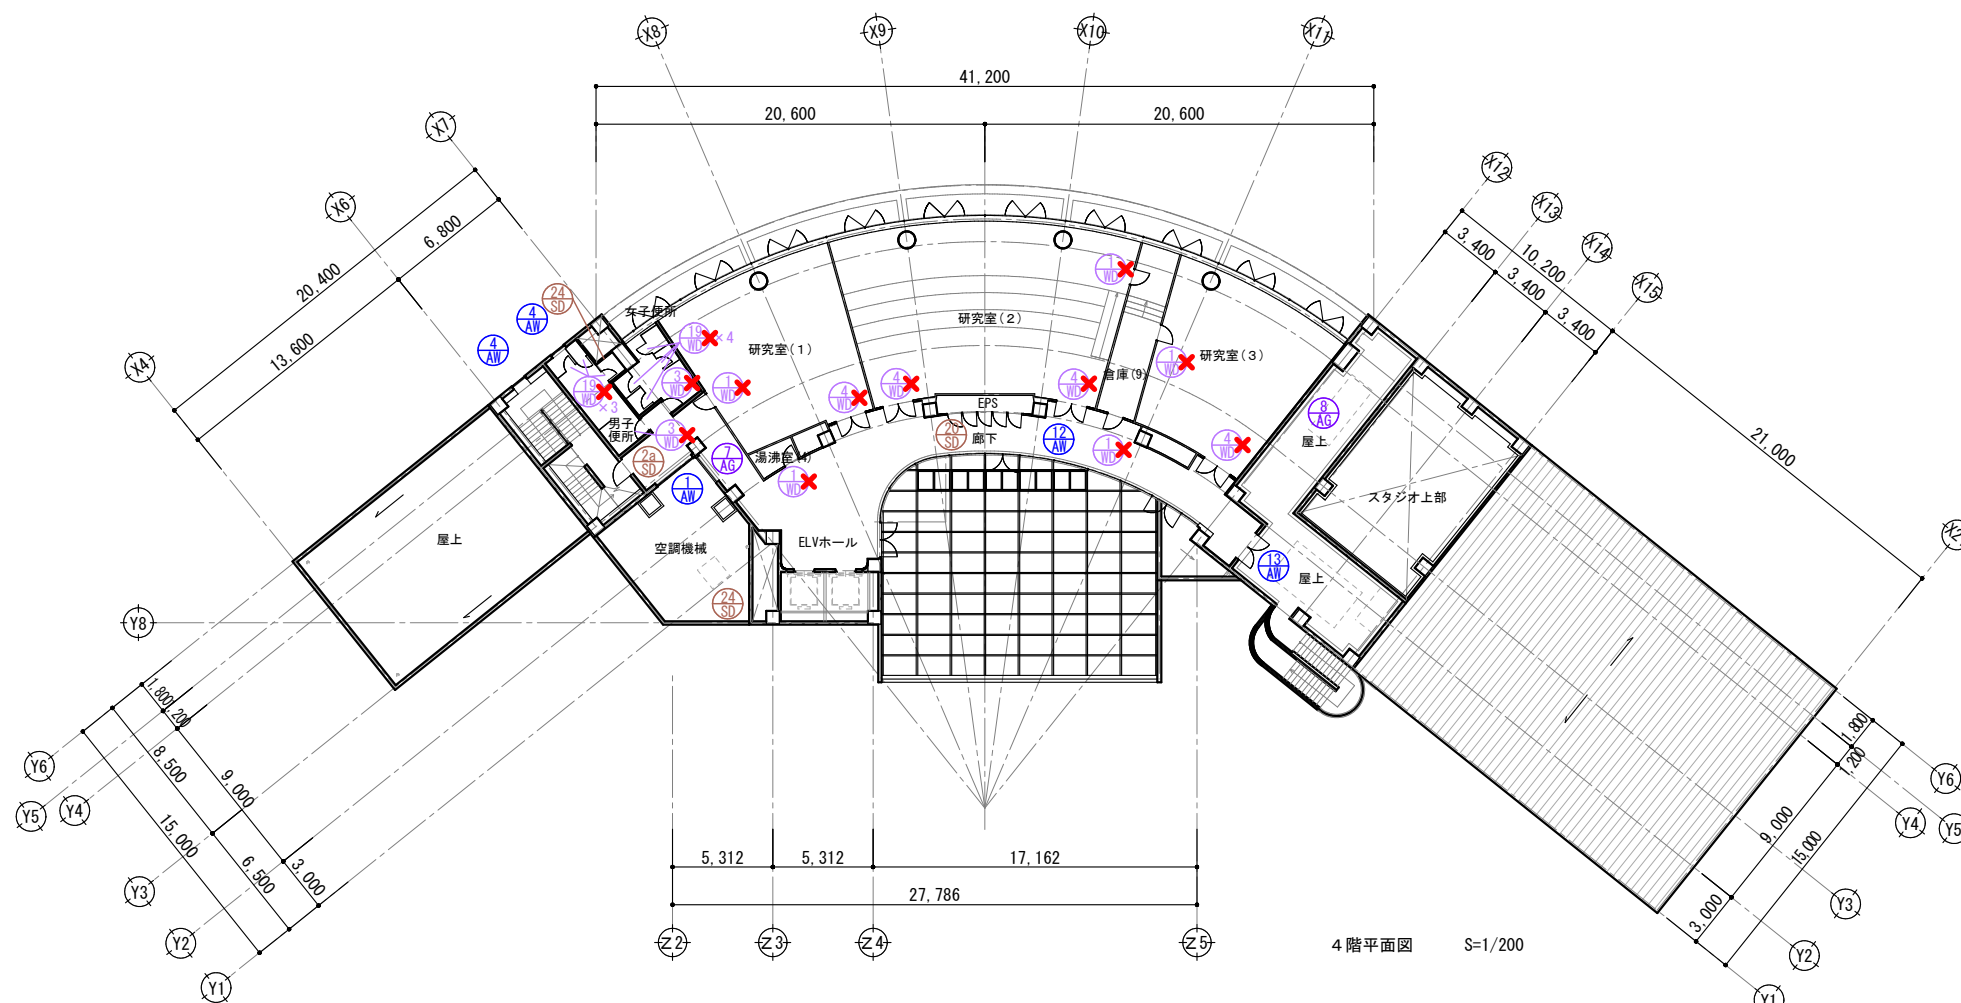 X8
X9
X10
X11
41,200
20,600
20,600
X7
X6
X4
6,800
20,400
13,600
X12
X13
X14
X15
3,400
10,200
3,400
3,400
21,000
24
SD
4
AW
4
AW
女子便所
19
WD
×4
19
WD
×3
3
WD
1
WD
研究室(1)
4
WD
4
WD
研究室(2)
1
WD
4
WD
倉庫(9)
1
WD
研究室(3)
EPS
男子
便所
3
WD
2a
SD
7
AG
湯沸室(4)
1
WD
1
AW
20
SD
廊下
12
AW
1
WD
4
WD
8
AG
屋上
スタジオ上部
屋上
空調機械
ELVホール
24
SD
13
AW
屋上
X2
Y8
1,800
1,200
8,500
9,000
15,000
6,500
3,000
Y6
Y5
Y4
Y3
Y2
Y1
1,800
1,200
9,000
15,000
3,000
Y6
Y5
Y4
Y3
Y2
Y1
5,312
5,312
17,162
27,786
Z2
Z3
Z4
Z5
4階平面図
S=1/200